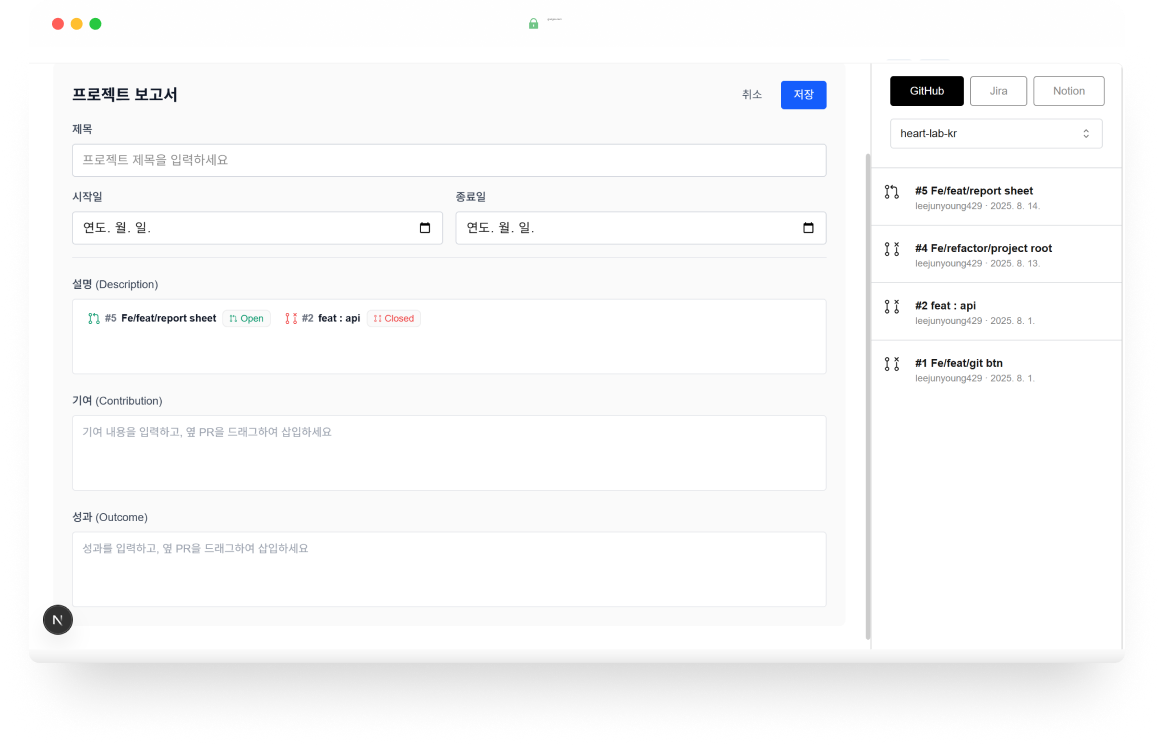 프로젝트 보고서
취소
저장
제목
프로젝트 제목을 입력하세요
시작일
종료일
연도. 월. 일.
연도. 월. 일.
설명 (Description)
#5 Fe/feat/report sheet Open #2 feat : api Closed
기여 (Contribution)
기여 내용을 입력하고, 옆 PR을 드래그하여 삽입하세요
성과 (Outcome)
성과를 입력하고, 옆 PR을 드래그하여 삽입하세요
N
GitHub
Jira
Notion
heart-lab-kr
#5 Fe/feat/report sheet
leejunyoung429 · 2025. 8. 14.
#4 Fe/refactor/project root
leejunyoung429 · 2025. 8. 13.
#2 feat : api
leejunyoung429 · 2025. 8. 1.
#1 Fe/feat/git btn
leejunyoung429 · 2025. 8. 1.